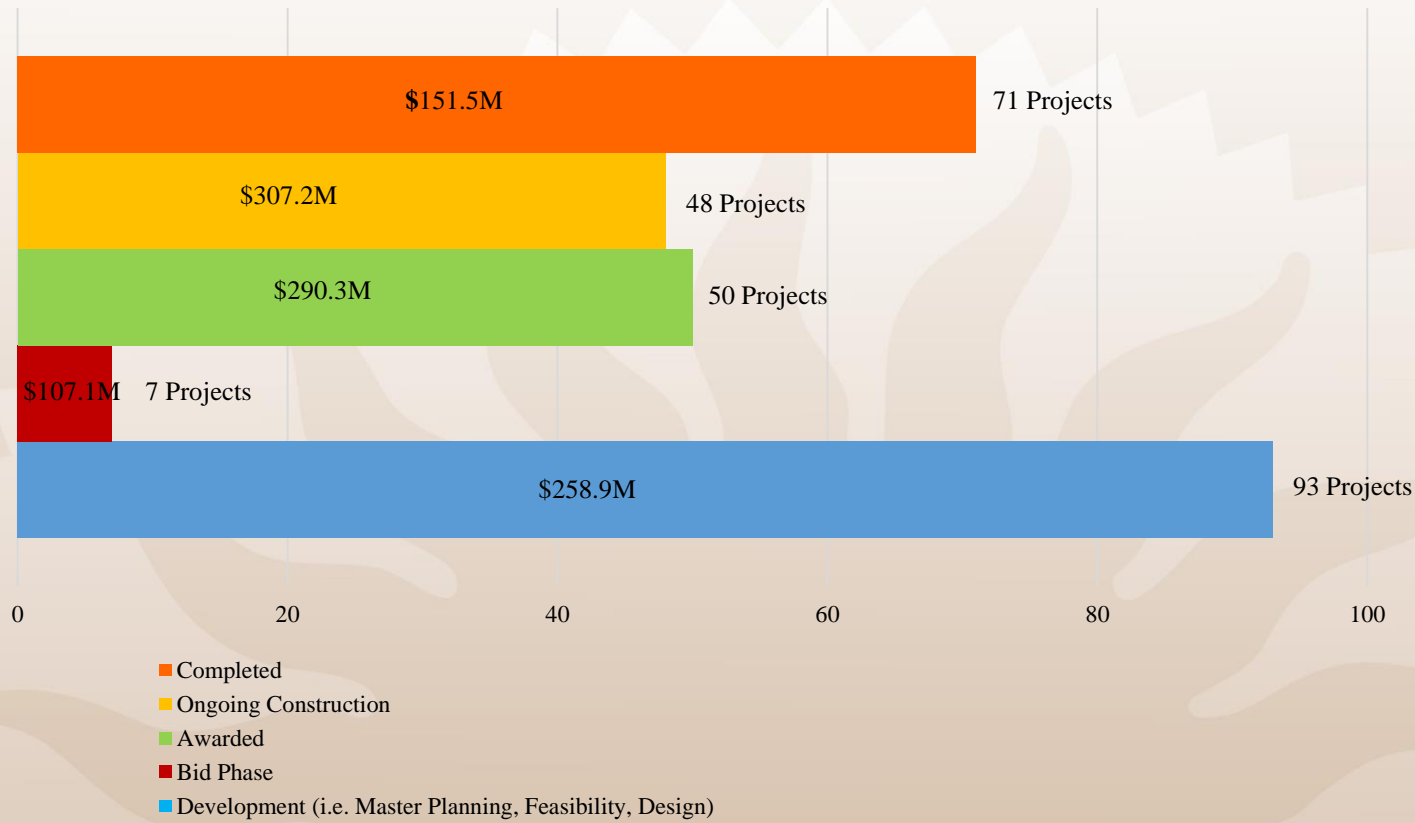 $151.5M 71 Projects
$307.2M 48 Projects
$290.3M 50 Projects
$107.1M 7 Projects
$258.9M 93 Projects
0 20 40 60 80 100
Completed
Ongoing Construction
Awarded
Bid Phase
Development (i.e. Master Planning, Feasibility, Design)